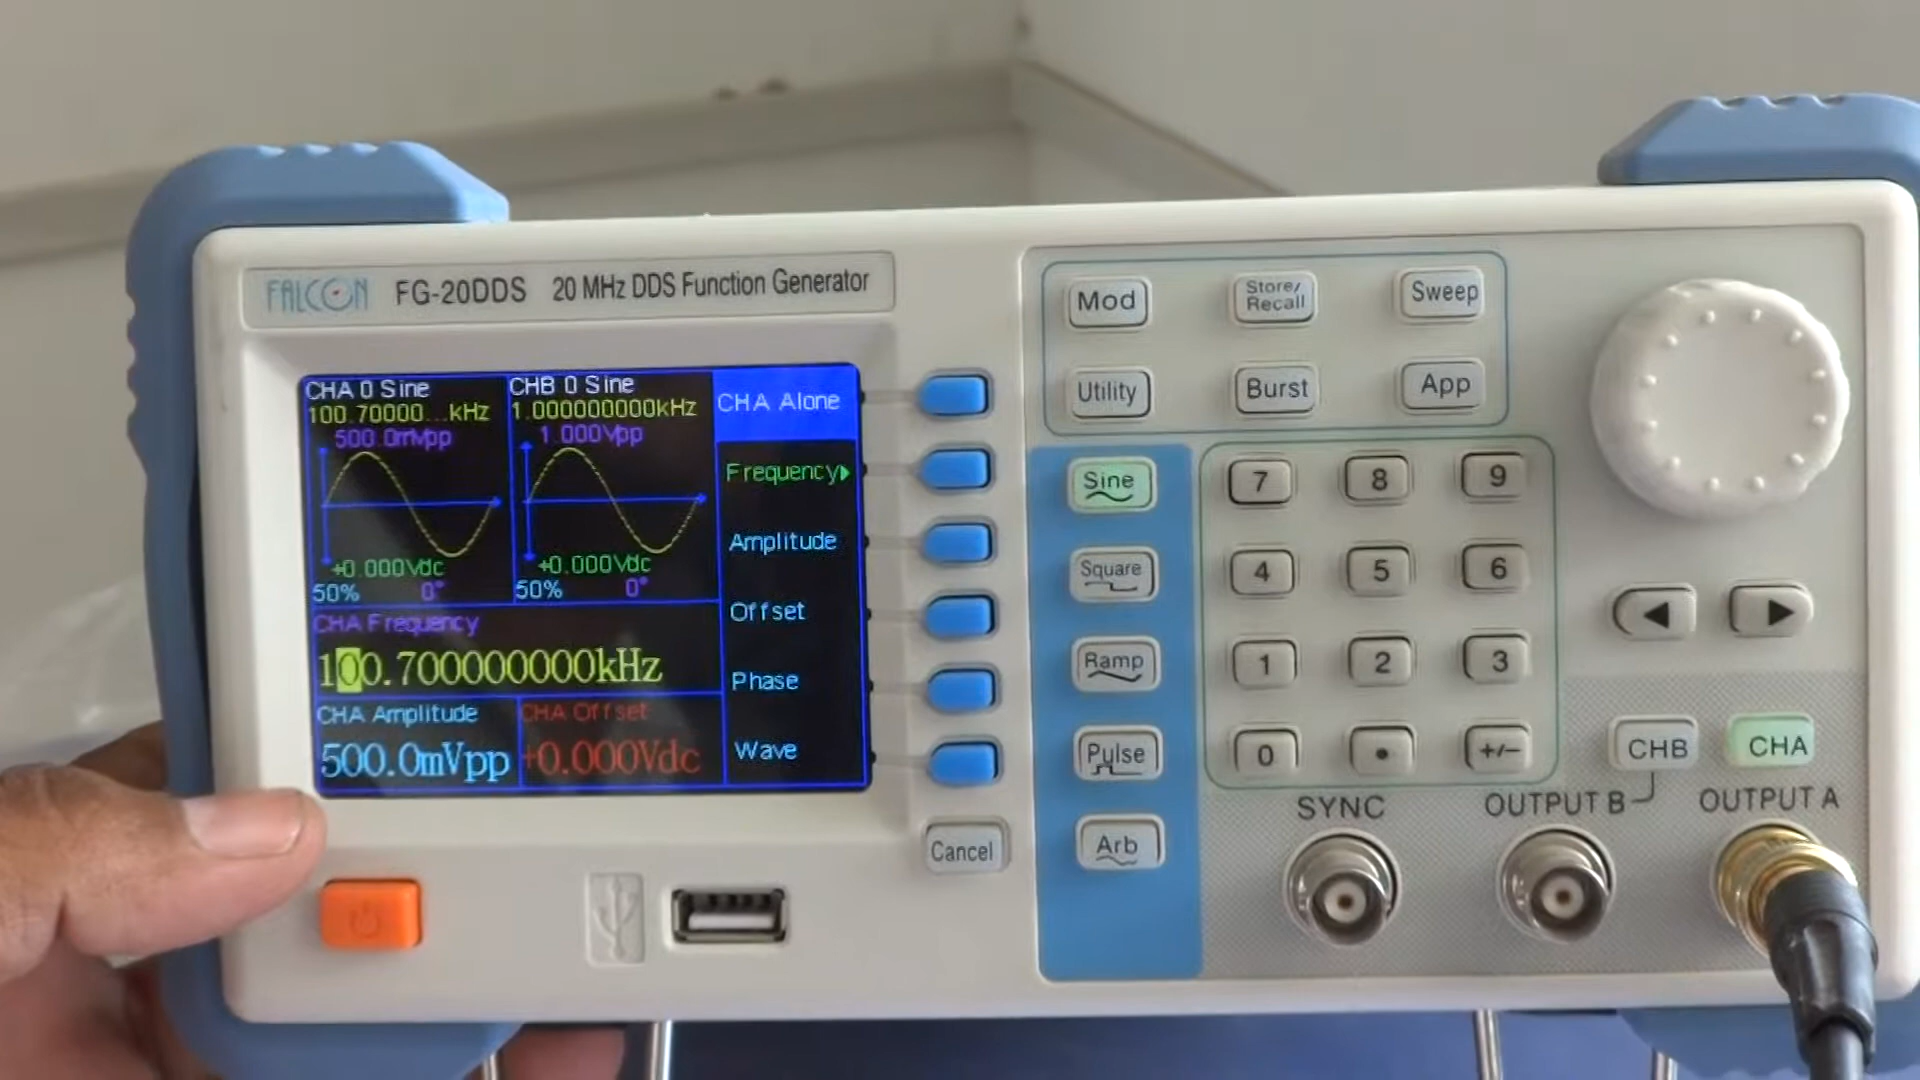 FALCON FG-20DDS 20 MHz DDS Function Generator
CHA 0 Sine
100.70000...kHz
500.0mVpp
+0.000Vdc
50% 0°
CHB 0 Sine
1.000000000kHz
1.000Vpp
+0.000Vdc
50% 0°
CHA Frequency
100.700000000kHz
CHA Amplitude
500.0mVpp
CHA Offset
+0.000Vdc
CHA Alone
Frequency
Amplitude
Offset
Phase
Wave
Cancel
Mod
Store/
Recall
Sweep
Utility
Burst
App
Sine
Square
Ramp
Pulse
Arb
7 8 9
4 5 6
1 2 3
0 • +/−
◀ ▶
CHB CHA
SYNC OUTPUT B OUTPUT A